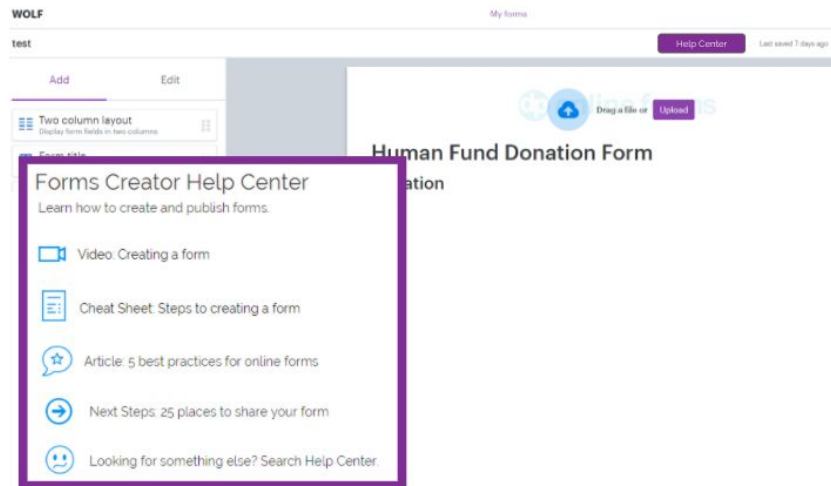 WOLF
My forms
test
Help Center
Last saved 7 days ago
Add
Edit
Two column layout
Display form fields in two columns
Form title
Drag a file or
Upload
Human Fund Donation Form
ation
Forms Creator Help Center
Learn how to create and publish forms.
Video: Creating a form
Cheat Sheet: Steps to creating a form
Article: 5 best practices for online forms
Next Steps: 25 places to share your form
Looking for something else? Search Help Center.